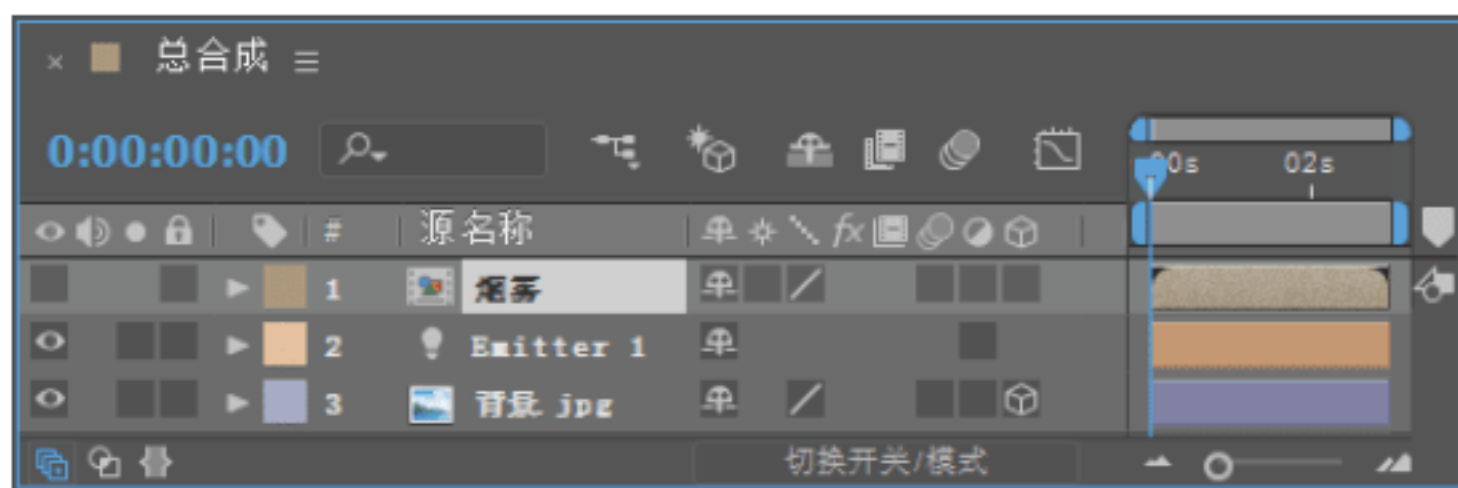 总合成
0:00:00:00
00s 02s
# 源名称
1 烟雾
2 Emitter 1
3 背景.jpg
切换开关/模式